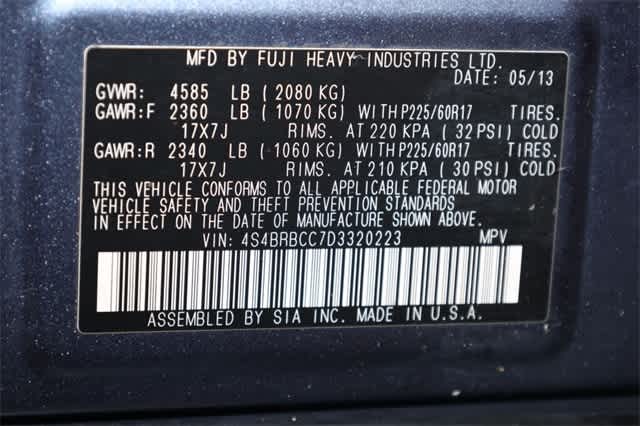 MFD BY FUJI HEAVY INDUSTRIES LTD.
DATE: 05/13
GVWR: 4585 LB ( 2080 KG)
GAWR:F 2360 LB ( 1070 KG) WITH P225/60R17 TIRES.
17X7J RIMS. AT 220 KPA ( 32 PSI) COLD
GAWR:R 2340 LB ( 1060 KG) WITH P225/60R17 TIRES.
17X7J RIMS. AT 210 KPA ( 30 PSI) COLD
THIS VEHICLE CONFORMS TO ALL APPLICABLE FEDERAL MOTOR
VEHICLE SAFETY AND THEFT PREVENTION STANDARDS
IN EFFECT ON THE DATE OF MANUFACTURE SHOWN ABOVE.
VIN: 4S4BRBCC7D3320223 MPV
ASSEMBLED BY SIA INC. MADE IN U.S.A.